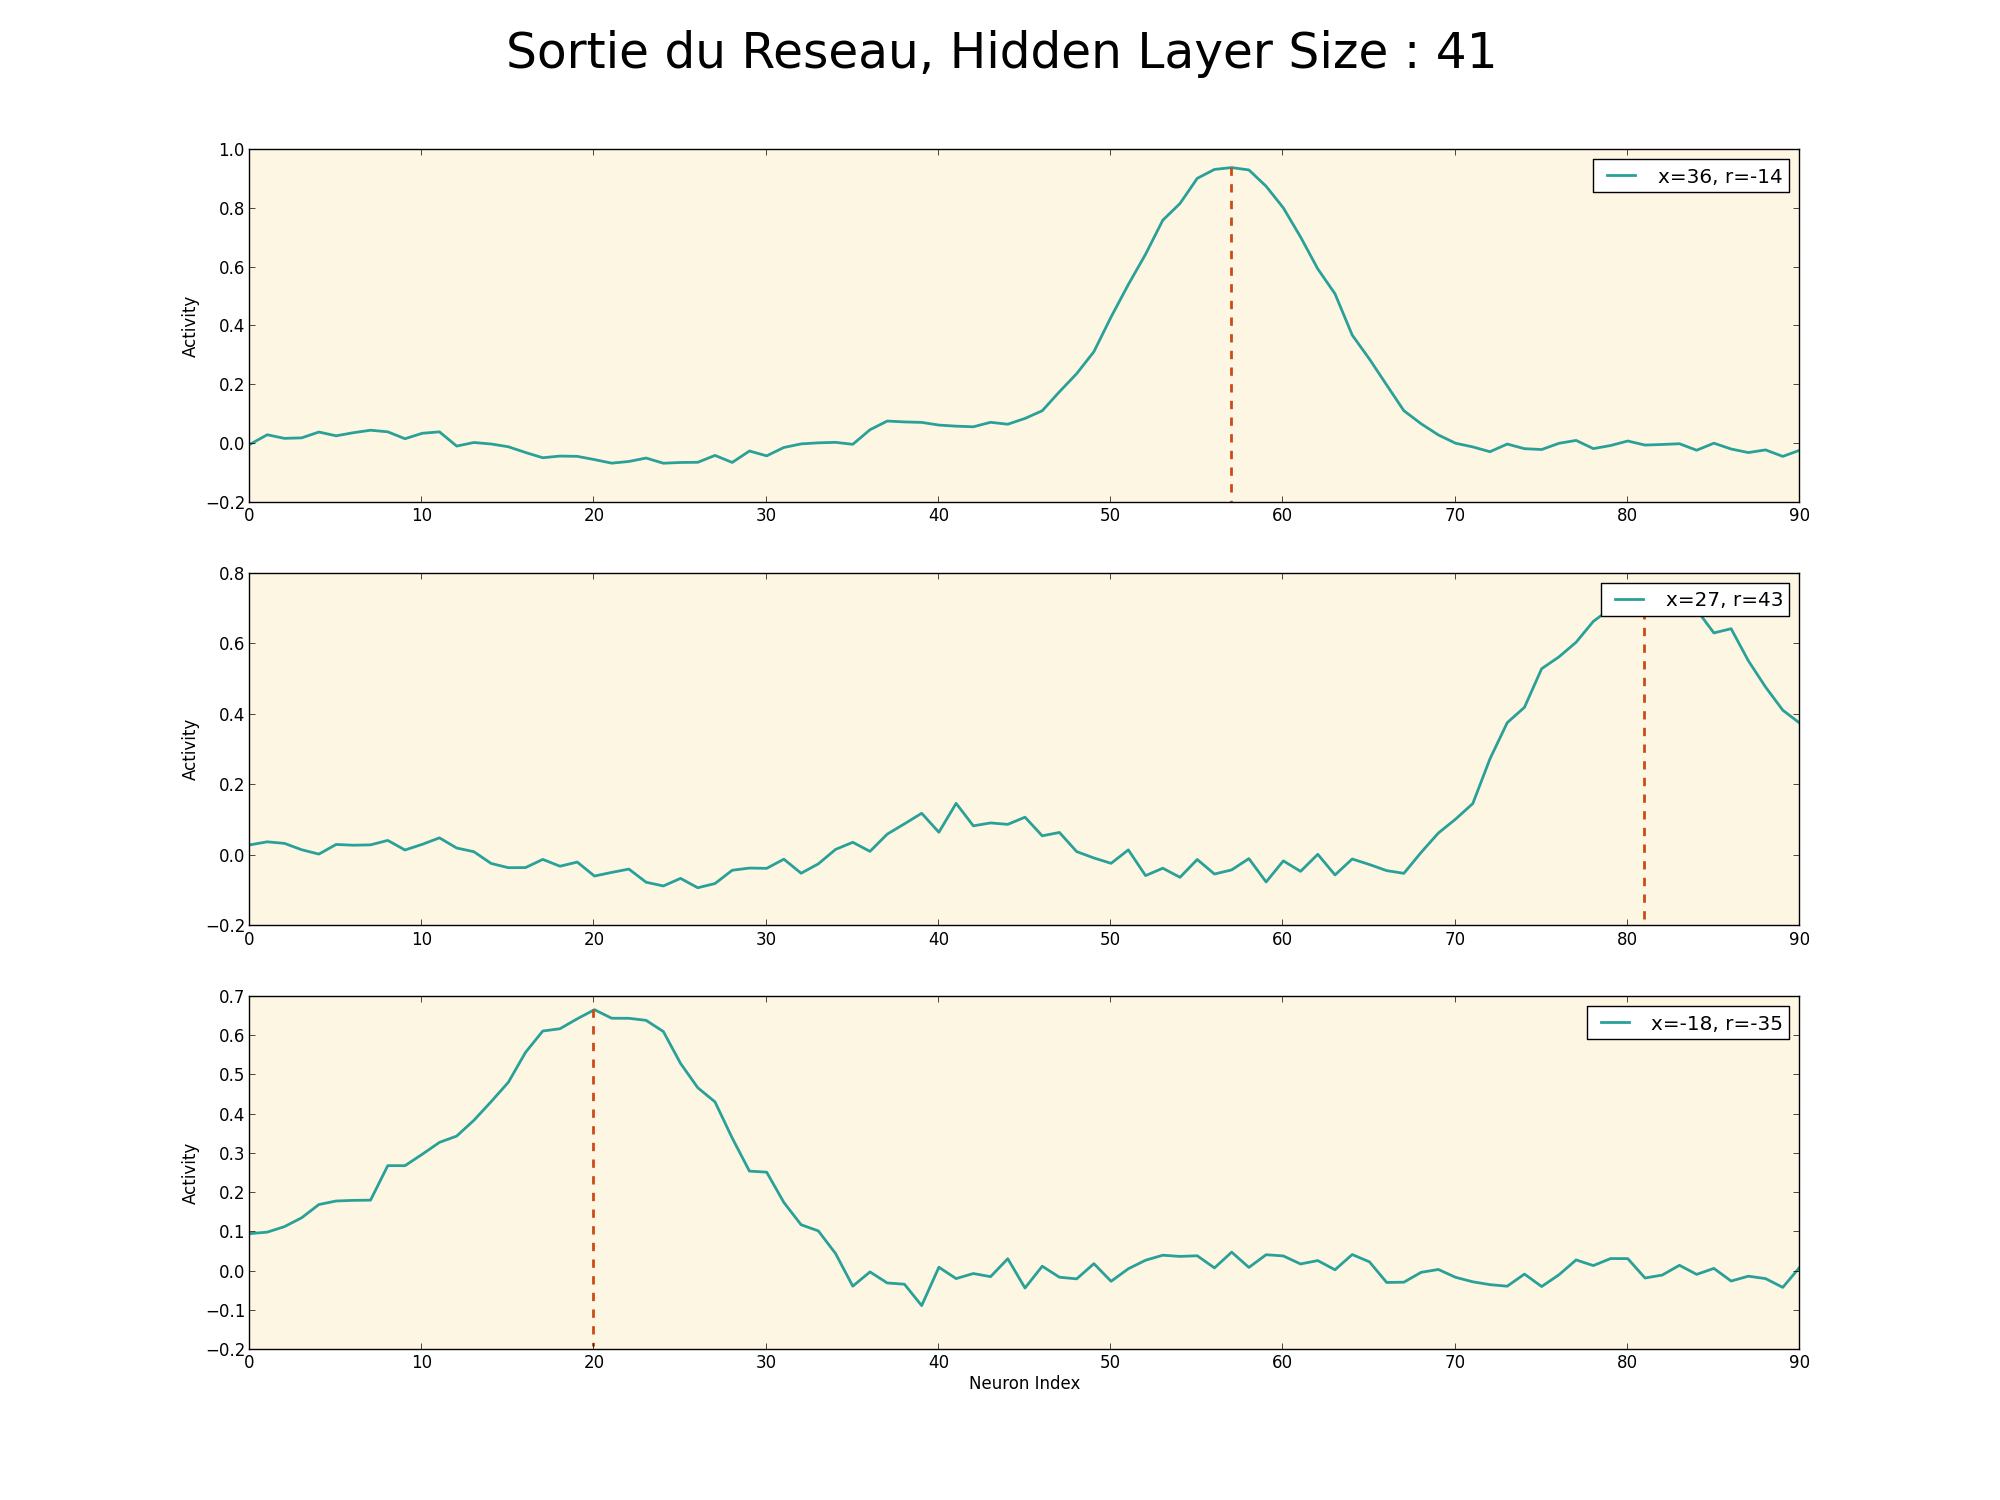 Sortie du Reseau, Hidden Layer Size : 41
1.0
0.8
0.6
0.4
0.2
0.0
−0.2
Activity
x=36, r=-14
0 10 20 30 40 50 60 70 80 90
0.8
0.6
0.4
0.2
0.0
−0.2
Activity
x=27, r=43
0 10 20 30 40 50 60 70 80 90
0.7
0.6
0.5
0.4
0.3
0.2
0.1
0.0
−0.1
−0.2
Activity
x=-18, r=-35
0 10 20 30 40 50 60 70 80 90
Neuron Index